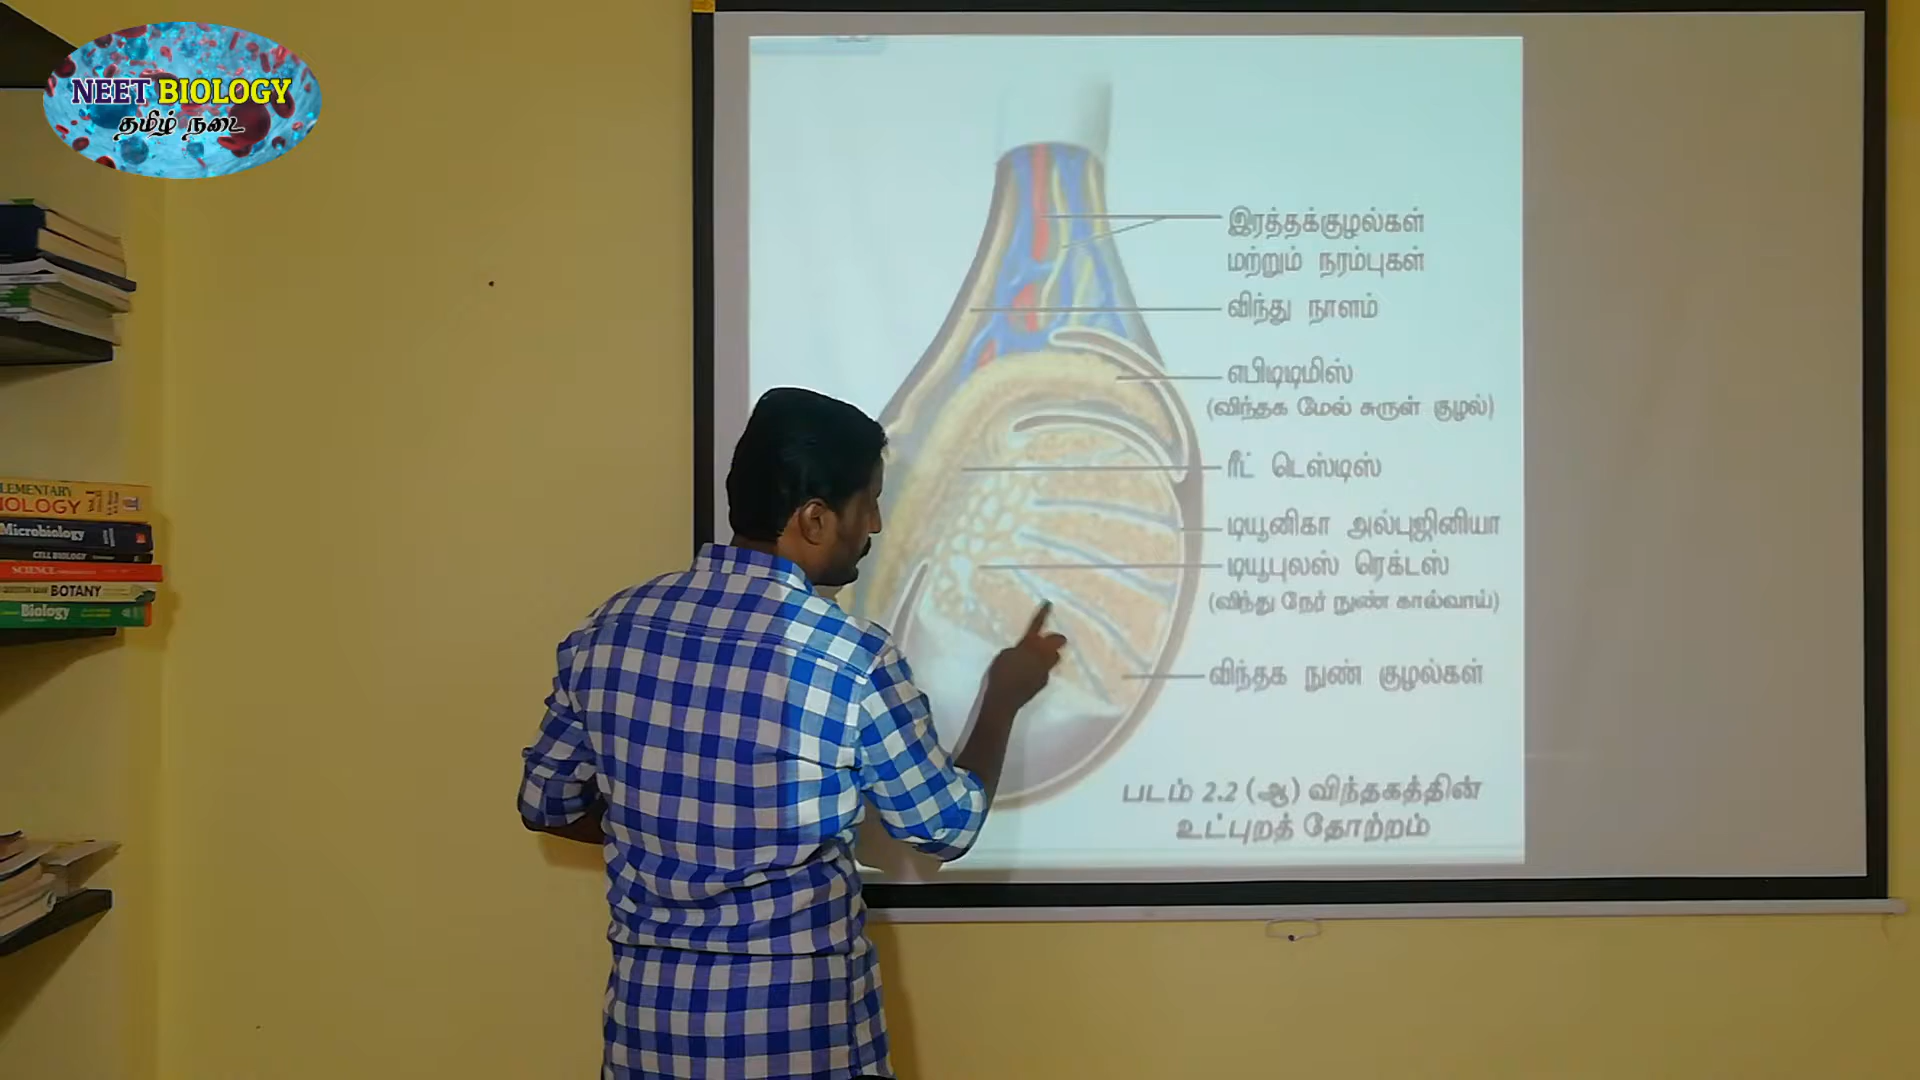 NEET BIOLOGY
தமிழ் நடை
இரத்தக்குழல்கள்
மற்றும் நரம்புகள்
விந்து நாளம்
எபிடிடிமிஸ்
(விந்தக மேல் சுருள் குழல்)
ரீட் டெஸ்டிஸ்
டியூனிகா அல்புஜினியா
டியூபுலஸ் ரெக்டஸ்
(விந்து நேர் நுண் கால்வாய்)
விந்தக நுண் குழல்கள்
படம் 2.2 (ஆ) விந்தகத்தின்
உட்புறத் தோற்றம்
LEMENTARY
IOLOGY
Microbiology
CELL BIOLOGY
SCIENCE
BOTANY
Biology